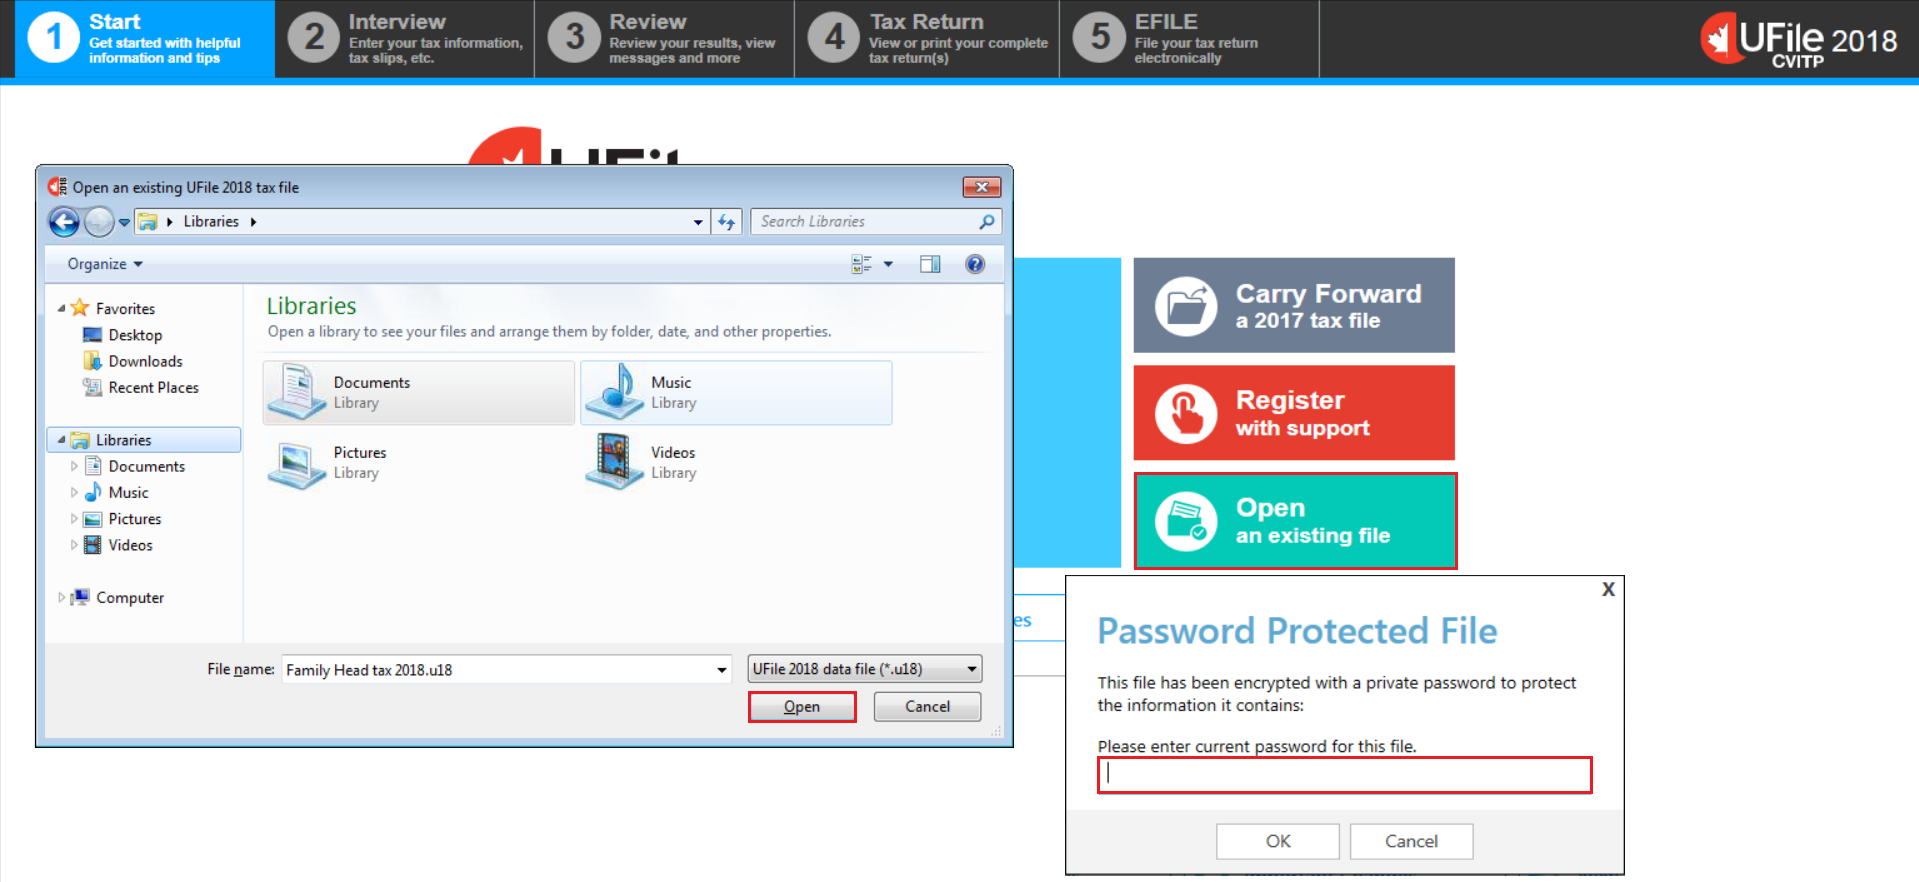 1
Start
Get started with helpful
information and tips
2
Interview
Enter your tax information,
tax slips, etc.
3
Review
Review your results, view
messages and more
4
Tax Return
View or print your complete
tax return(s)
5
EFILE
File your tax return
electronically
UFile 2018
CVITP
2018
Open an existing UFile 2018 tax file
Libraries
Search Libraries
Organize
Favorites
Desktop
Downloads
Recent Places
Libraries
Documents
Music
Pictures
Videos
Computer
Libraries
Open a library to see your files and arrange them by folder, date, and other properties.
Documents
Library
Music
Library
Pictures
Library
Videos
Library
File name:
Family Head tax 2018.u18
UFile 2018 data file (*.u18)
Open
Cancel
Carry Forward
a 2017 tax file
Register
with support
Open
an existing file
es
X
Password Protected File
This file has been encrypted with a private password to protect
the information it contains:
Please enter current password for this file.
OK
Cancel